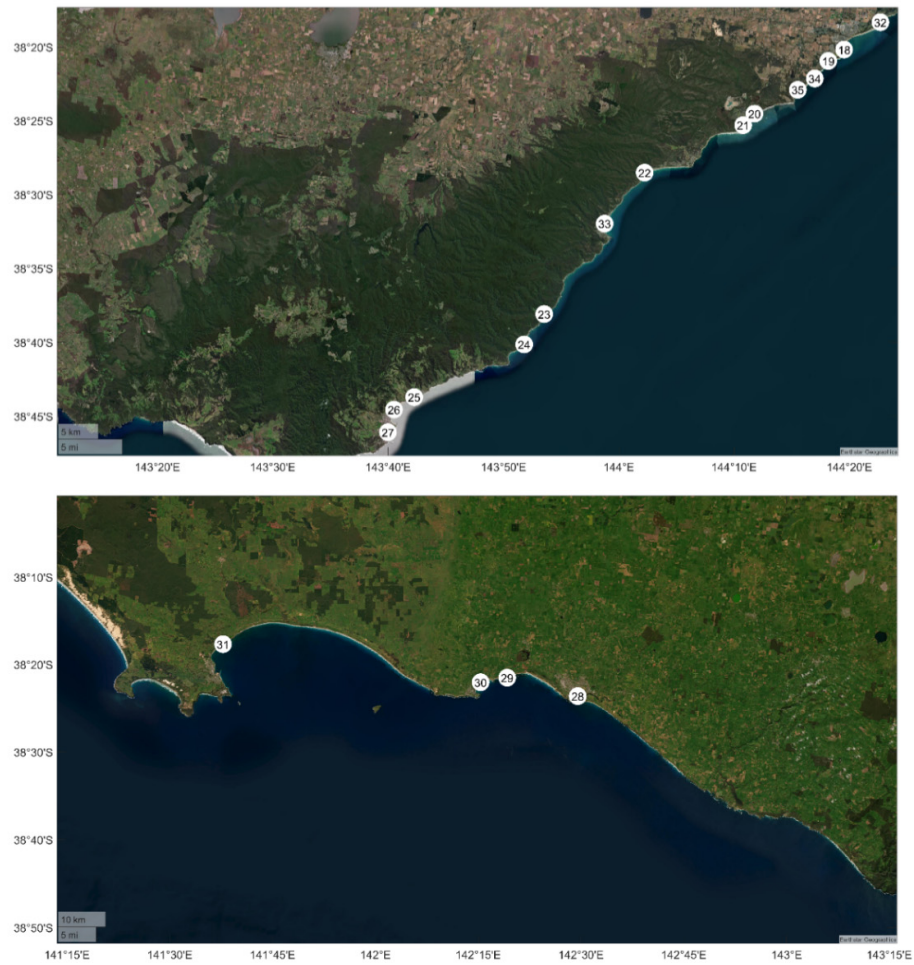 32
38°20'S
18
19
34
35
38°25'S
20
21
38°30'S
22
33
38°35'S
23
38°40'S
24
25
26
38°45'S
27
5 km
5 mi
Earthstar Geographics
143°20'E
143°30'E
143°40'E
143°50'E
144°E
144°10'E
144°20'E
38°10'S
31
38°20'S
30
29
28
38°30'S
38°40'S
10 km
5 mi
38°50'S
Earthstar Geographics
141°15'E
141°30'E
141°45'E
142°E
142°15'E
142°30'E
142°45'E
143°E
143°15'E